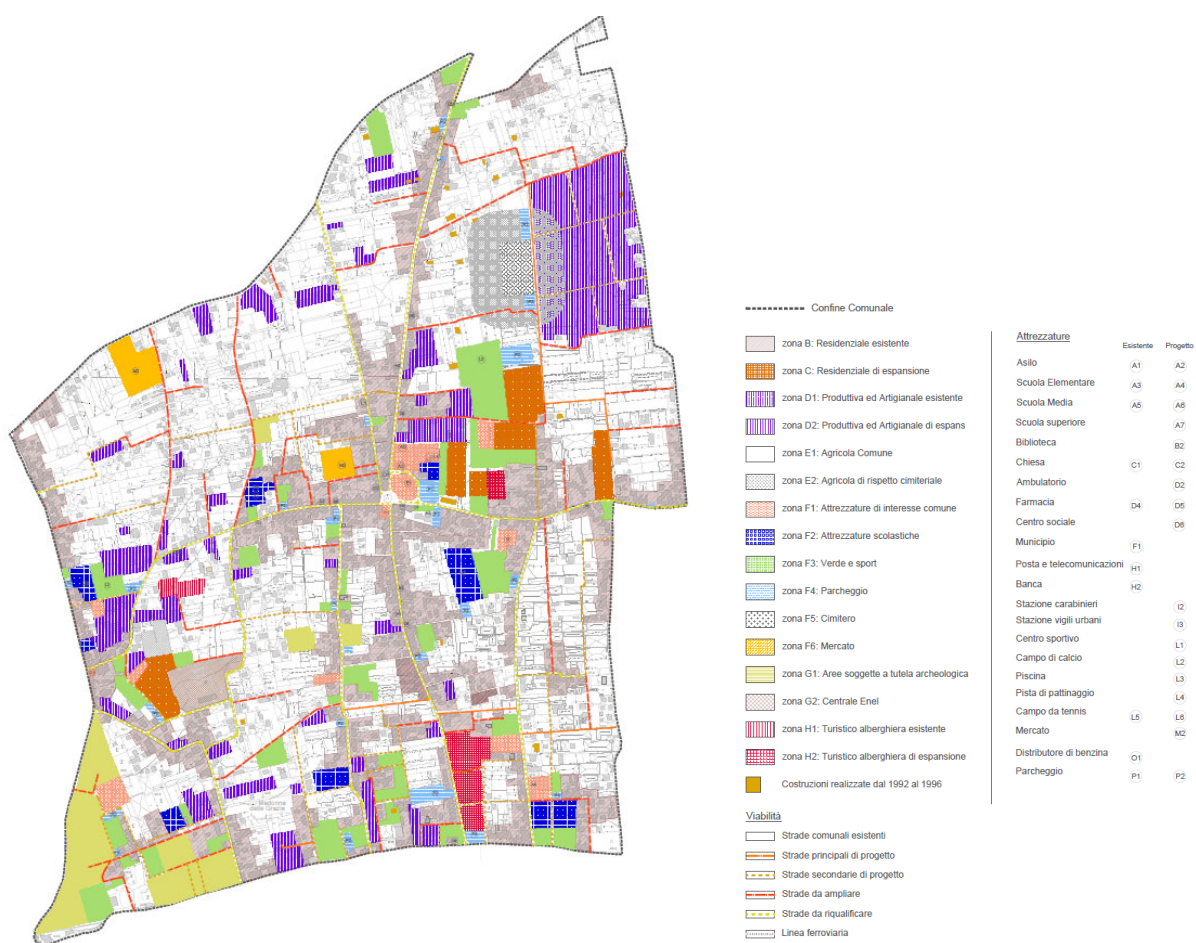 Confine Comunale
zona B: Residenziale esistente
zona C: Residenziale di espansione
zona D1: Produttiva ed Artigianale esistente
zona D2: Produttiva ed Artigianale di espans
zona E1: Agricola Comune
zona E2: Agricola di rispetto cimiteriale
zona F1: Attrezzature di interesse comune
zona F2: Attrezzature scolastiche
zona F3: Verde e sport
zona F4: Parcheggio
zona F5: Cimitero
zona F6: Mercato
zona G1: Aree soggette a tutela archeologica
zona G2: Centrale Enel
zona H1: Turistico alberghiera esistente
zona H2: Turistico alberghiera di espansione
Costruzioni realizzate dal 1992 al 1996
Viabilità
Strade comunali esistenti
Strade principali di progetto
Strade secondarie di progetto
Strade da ampliare
Strade da riqualificare
Linea ferroviaria
Attrezzature Esistente Progetto
Asilo A1 A2
Scuola Elementare A3 A4
Scuola Media A5 A6
Scuola superiore A7
Biblioteca B2
Chiesa C1 C2
Ambulatorio D2
Farmacia D4 D5
Centro sociale D6
Municipio F1
Posta e telecomunicazioni H1
Banca H2
Stazione carabinieri I2
Stazione vigili urbani I3
Centro sportivo L1
Campo di calcio L2
Piscina L3
Pista di pattinaggio L4
Campo da tennis L5 L6
Mercato M2
Distributore di benzina O1
Parcheggio P1 P2
Madonna
delle Grazie